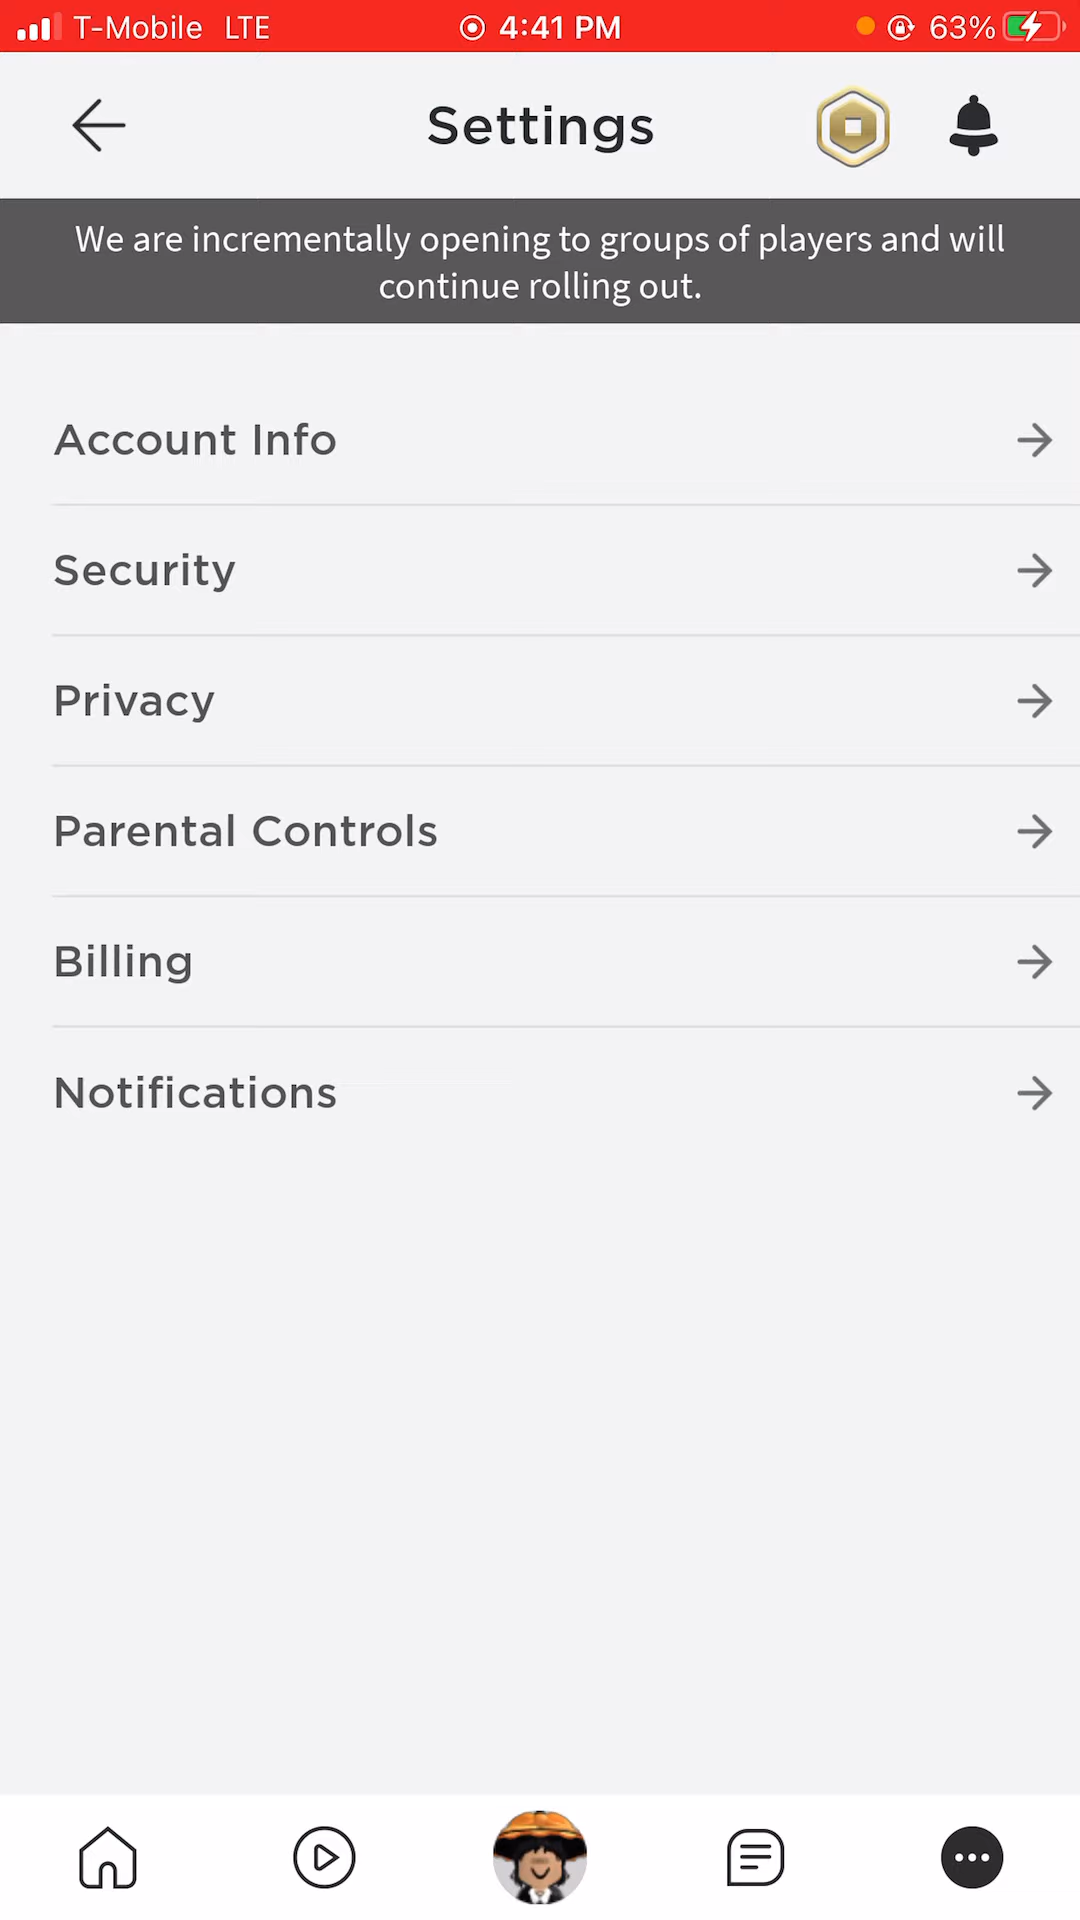 T-Mobile LTE 4:41 PM 63%
Settings
We are incrementally opening to groups of players and will
continue rolling out.
Account Info
Security
Privacy
Parental Controls
Billing
Notifications